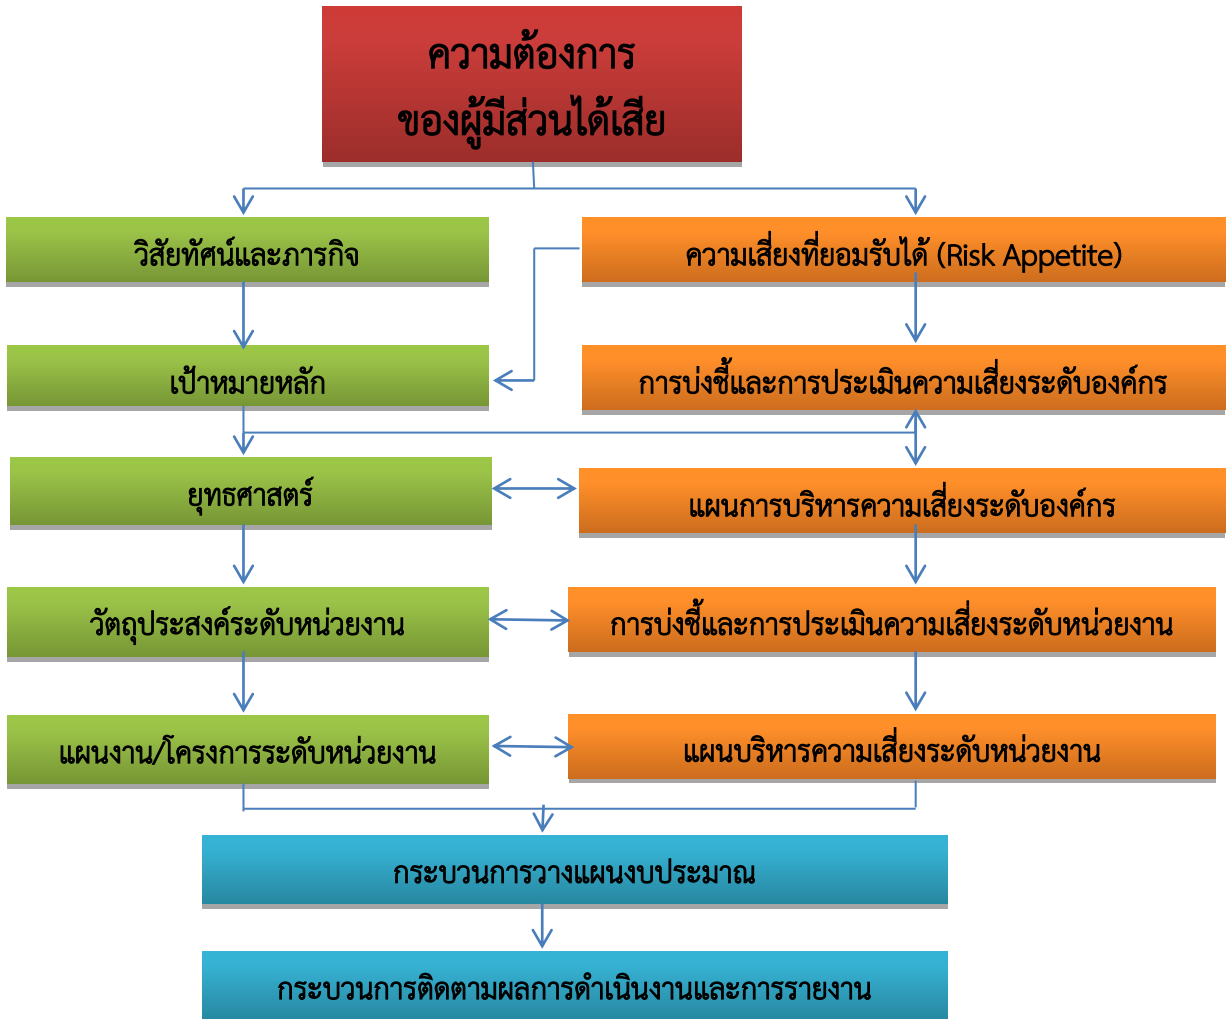 ความต้องการ
ของผู้มีส่วนได้เสีย
วิสัยทัศน์และภารกิจ
ความเสี่ยงที่ยอมรับได้ (Risk Appetite)
เป้าหมายหลัก
การบ่งชี้และการประเมินความเสี่ยงระดับองค์กร
ยุทธศาสตร์
แผนการบริหารความเสี่ยงระดับองค์กร
วัตถุประสงค์ระดับหน่วยงาน
การบ่งชี้และการประเมินความเสี่ยงระดับหน่วยงาน
แผนงาน/โครงการระดับหน่วยงาน
แผนบริหารความเสี่ยงระดับหน่วยงาน
กระบวนการวางแผนงบประมาณ
กระบวนการติดตามผลการดำเนินงานและการรายงาน